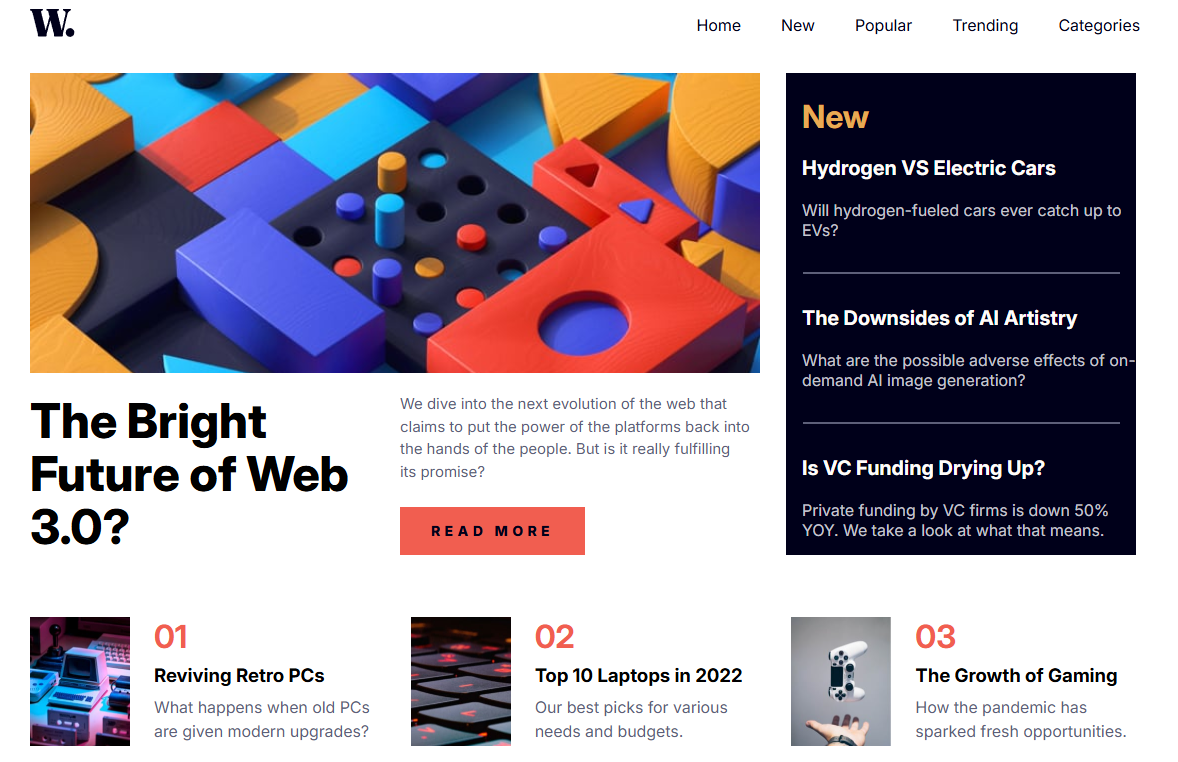 W.
Home New Popular Trending Categories
The Bright
Future of Web
3.0?
We dive into the next evolution of the web that
claims to put the power of the platforms back into
the hands of the people. But is it really fulfilling
its promise?
READ MORE
New
Hydrogen VS Electric Cars
Will hydrogen-fueled cars ever catch up to
EVs?
The Downsides of AI Artistry
What are the possible adverse effects of on-
demand AI image generation?
Is VC Funding Drying Up?
Private funding by VC firms is down 50%
YOY. We take a look at what that means.
01
Reviving Retro PCs
What happens when old PCs
are given modern upgrades?
02
Top 10 Laptops in 2022
Our best picks for various
needs and budgets.
03
The Growth of Gaming
How the pandemic has
sparked fresh opportunities.